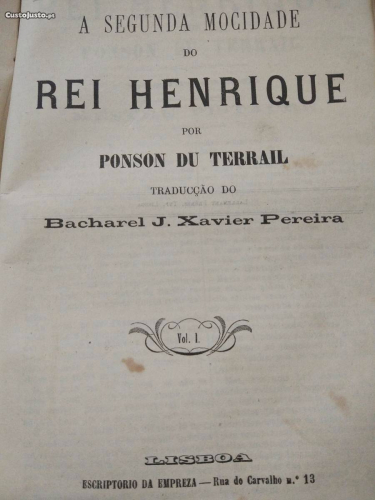 CustoJusto.pt
A SEGUNDA MOCIDADE
DO
REI HENRIQUE
POR
PONSON DU TERRAIL
TRADUCÇÃO DO
Bacharel J. Xavier Pereira
Vol. I.
LISBOA
ESCRIPTORIO DA EMPREZA — Rua do Carvalho n.º 13